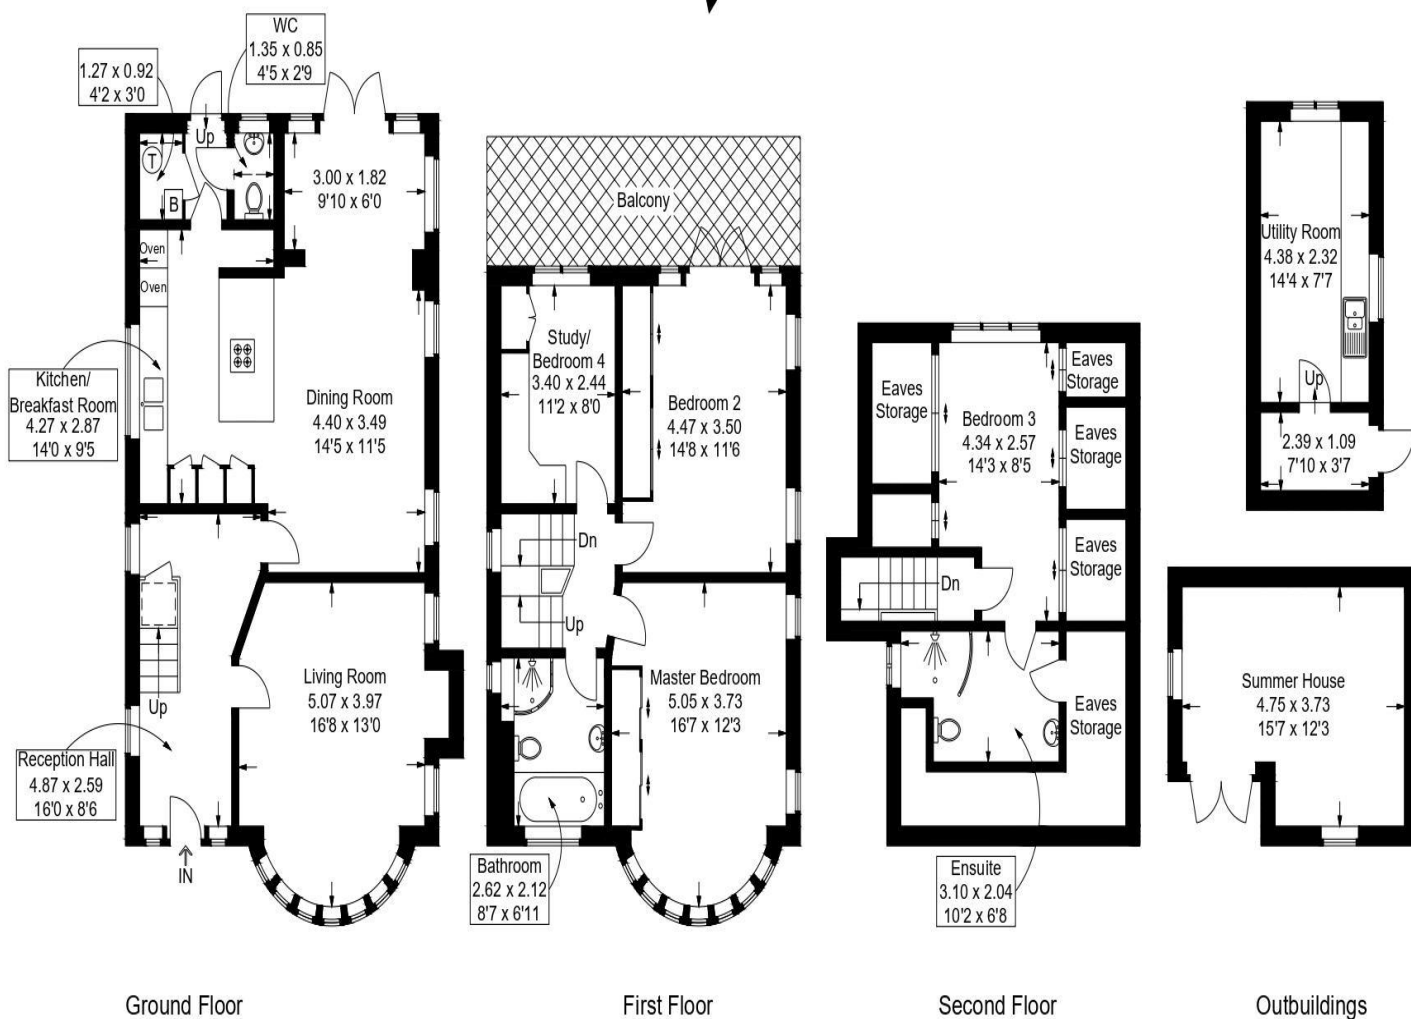 WC
1.35 x 0.85
4'5 x 2'9
1.27 x 0.92
4'2 x 3'0
Up
T
B
3.00 x 1.82
9'10 x 6'0
Oven
Oven
Kitchen/
Breakfast Room
4.27 x 2.87
14'0 x 9'5
Dining Room
4.40 x 3.49
14'5 x 11'5
Living Room
5.07 x 3.97
16'8 x 13'0
Up
Reception Hall
4.87 x 2.59
16'0 x 8'6
IN
Ground Floor
Balcony
Study/
Bedroom 4
3.40 x 2.44
11'2 x 8'0
Bedroom 2
4.47 x 3.50
14'8 x 11'6
Dn
Up
Master Bedroom
5.05 x 3.73
16'7 x 12'3
Bathroom
2.62 x 2.12
8'7 x 6'11
First Floor
Eaves
Storage
Bedroom 3
4.34 x 2.57
14'3 x 8'5
Eaves
Storage
Eaves
Storage
Eaves
Storage
Dn
Eaves
Storage
Ensuite
3.10 x 2.04
10'2 x 6'8
Second Floor
Utility Room
4.38 x 2.32
14'4 x 7'7
Up
2.39 x 1.09
7'10 x 3'7
Summer House
4.75 x 3.73
15'7 x 12'3
Outbuildings